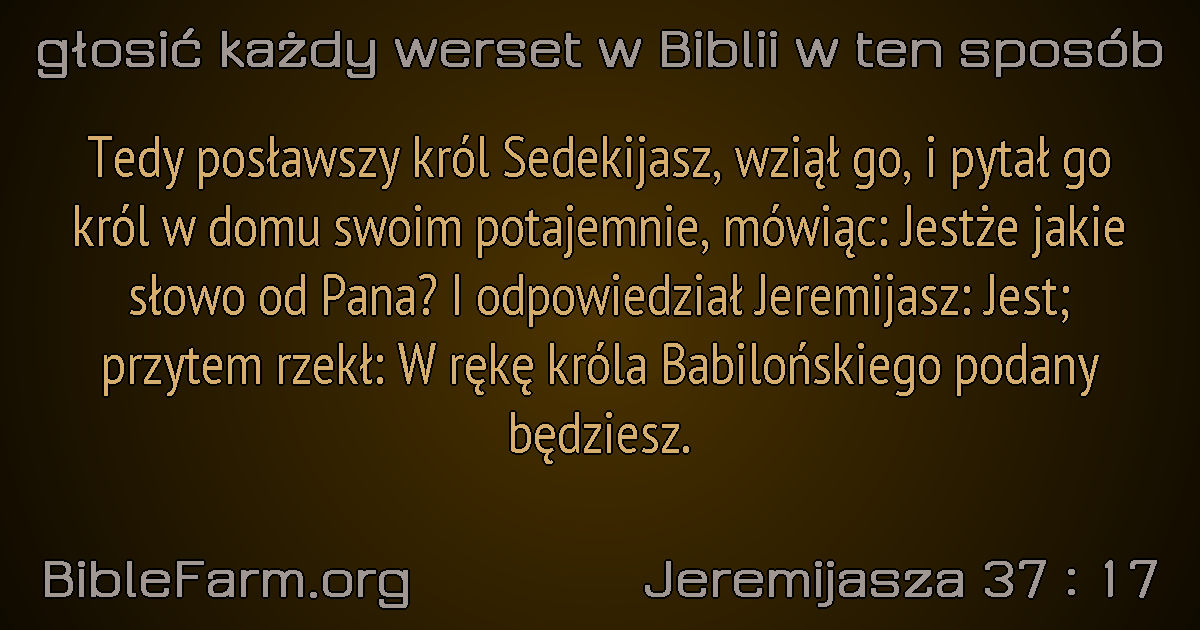 głosić każdy werset w Biblii w ten sposób
Tedy posławszy król Sedekijasz, wziął go, i pytał go
król w domu swoim potajemnie, mówiąc: Jestże jakie
słowo od Pana? I odpowiedział Jeremijasz: Jest;
przytem rzekł: W rękę króla Babilońskiego podany
będziesz.
BibleFarm.org
Jeremijasza 37 : 17